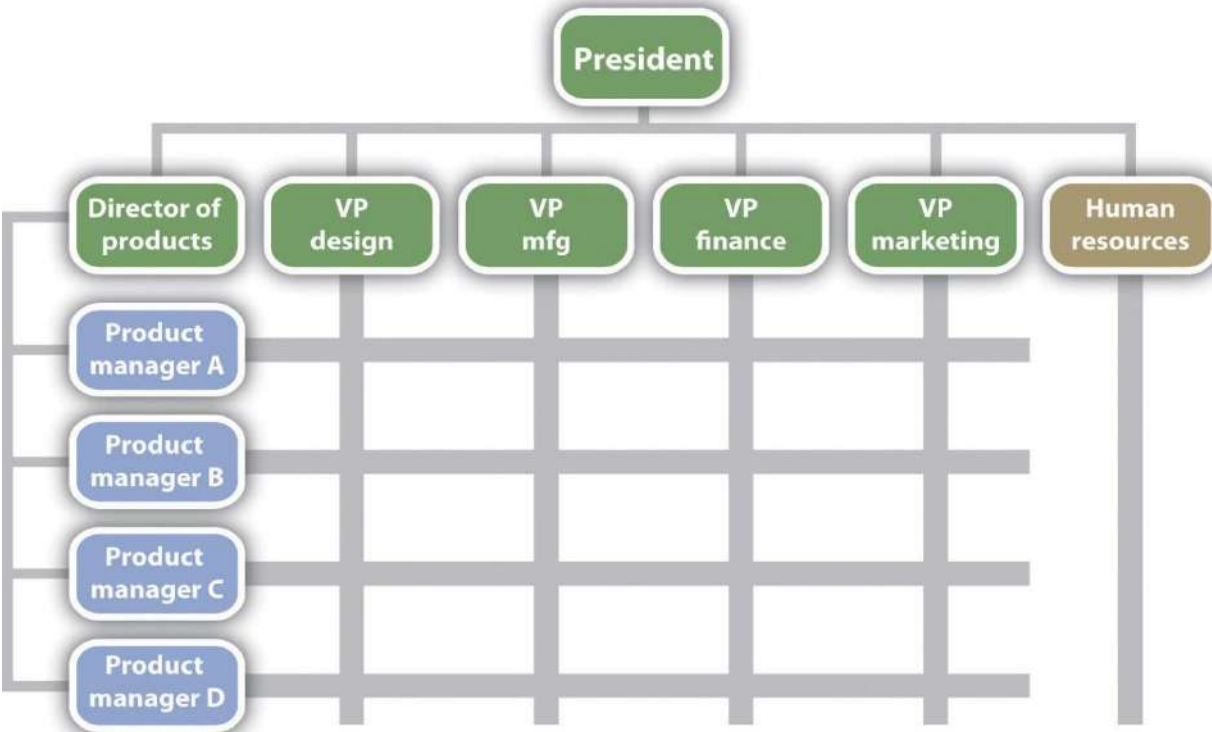 President
Director of
products
VP
design
VP
mfg
VP
finance
VP
marketing
Human
resources
Product
manager A
Product
manager B
Product
manager C
Product
manager D